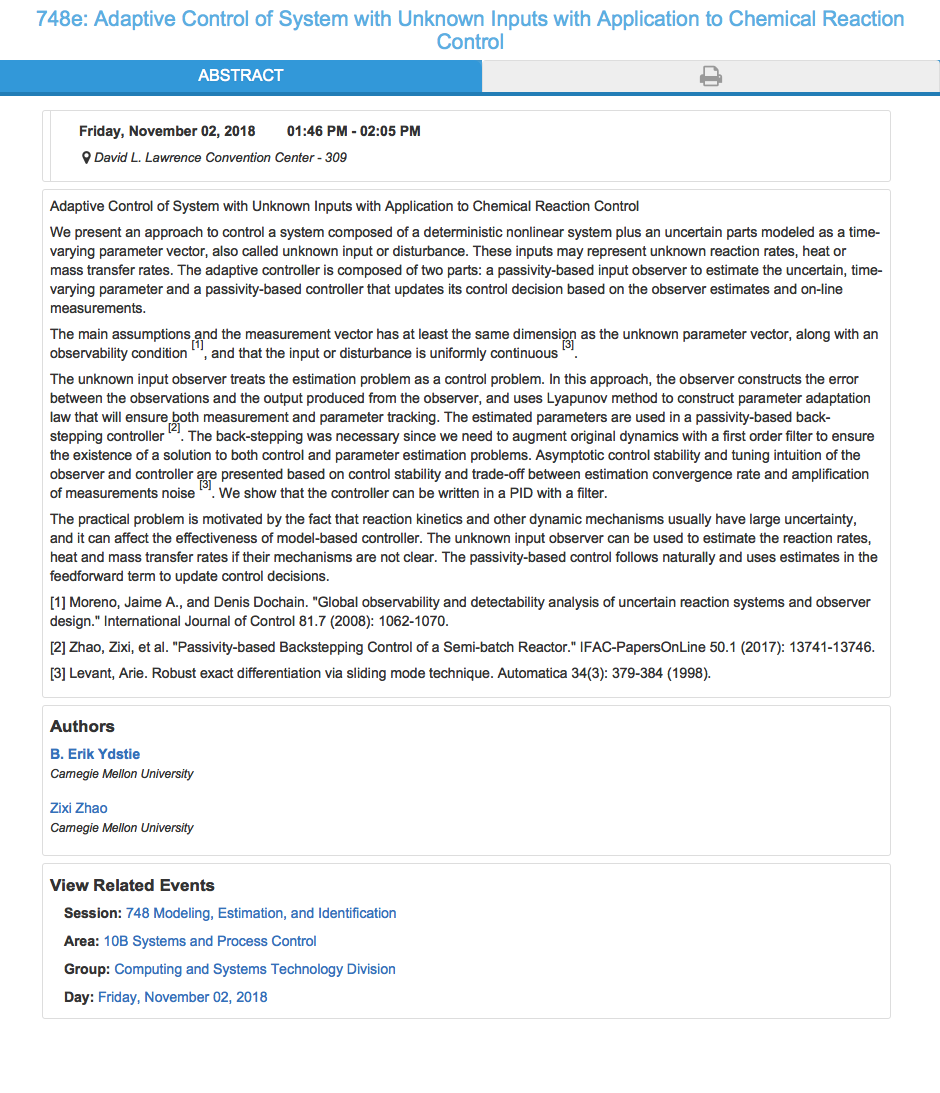 748e: Adaptive Control of System with Unknown Inputs with Application to Chemical Reaction
Control
ABSTRACT
Friday, November 02, 2018 01:46 PM - 02:05 PM
David L. Lawrence Convention Center - 309
Adaptive Control of System with Unknown Inputs with Application to Chemical Reaction Control
We present an approach to control a system composed of a deterministic nonlinear system plus an uncertain parts modeled as a time-
varying parameter vector, also called unknown input or disturbance. These inputs may represent unknown reaction rates, heat or
mass transfer rates. The adaptive controller is composed of two parts: a passivity-based input observer to estimate the uncertain, time-
varying parameter and a passivity-based controller that updates its control decision based on the observer estimates and on-line
measurements.
The main assumptions and the measurement vector has at least the same dimension as the unknown parameter vector, along with an
observability condition [1], and that the input or disturbance is uniformly continuous [3].
The unknown input observer treats the estimation problem as a control problem. In this approach, the observer constructs the error
between the observations and the output produced from the observer, and uses Lyapunov method to construct parameter adaptation
law that will ensure both measurement and parameter tracking. The estimated parameters are used in a passivity-based back-
stepping controller [2]. The back-stepping was necessary since we need to augment original dynamics with a first order filter to ensure
the existence of a solution to both control and parameter estimation problems. Asymptotic control stability and tuning intuition of the
observer and controller are presented based on control stability and trade-off between estimation convergence rate and amplification
of measurements noise [3]. We show that the controller can be written in a PID with a filter.
The practical problem is motivated by the fact that reaction kinetics and other dynamic mechanisms usually have large uncertainty,
and it can affect the effectiveness of model-based controller. The unknown input observer can be used to estimate the reaction rates,
heat and mass transfer rates if their mechanisms are not clear. The passivity-based control follows naturally and uses estimates in the
feedforward term to update control decisions.
[1] Moreno, Jaime A., and Denis Dochain. "Global observability and detectability analysis of uncertain reaction systems and observer
design." International Journal of Control 81.7 (2008): 1062-1070.
[2] Zhao, Zixi, et al. "Passivity-based Backstepping Control of a Semi-batch Reactor." IFAC-PapersOnLine 50.1 (2017): 13741-13746.
[3] Levant, Arie. Robust exact differentiation via sliding mode technique. Automatica 34(3): 379-384 (1998).
Authors
B. Erik Ydstie
Carnegie Mellon University
Zixi Zhao
Carnegie Mellon University
View Related Events
Session: 748 Modeling, Estimation, and Identification
Area: 10B Systems and Process Control
Group: Computing and Systems Technology Division
Day: Friday, November 02, 2018